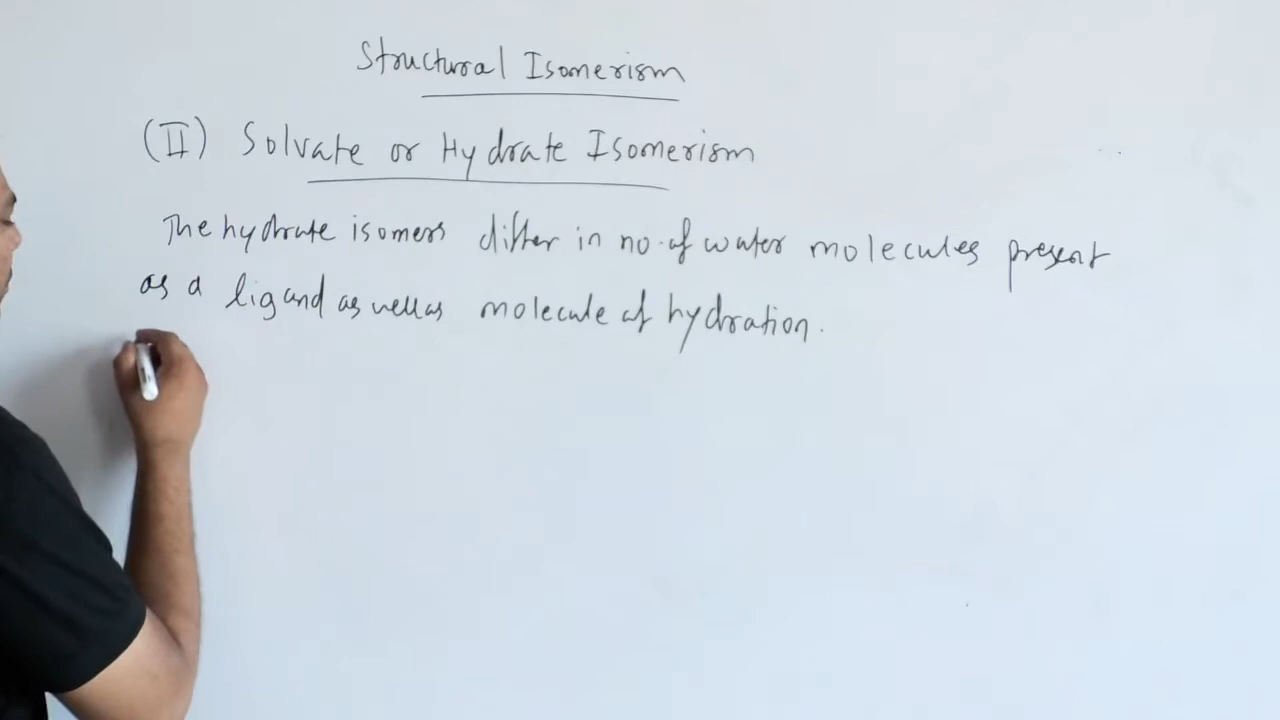 Structural Isomerism
(II) Solvate or Hydrate Isomerism
The hydrate isomers differ in no. of water molecules present
as a ligand as well as molecule of hydration.